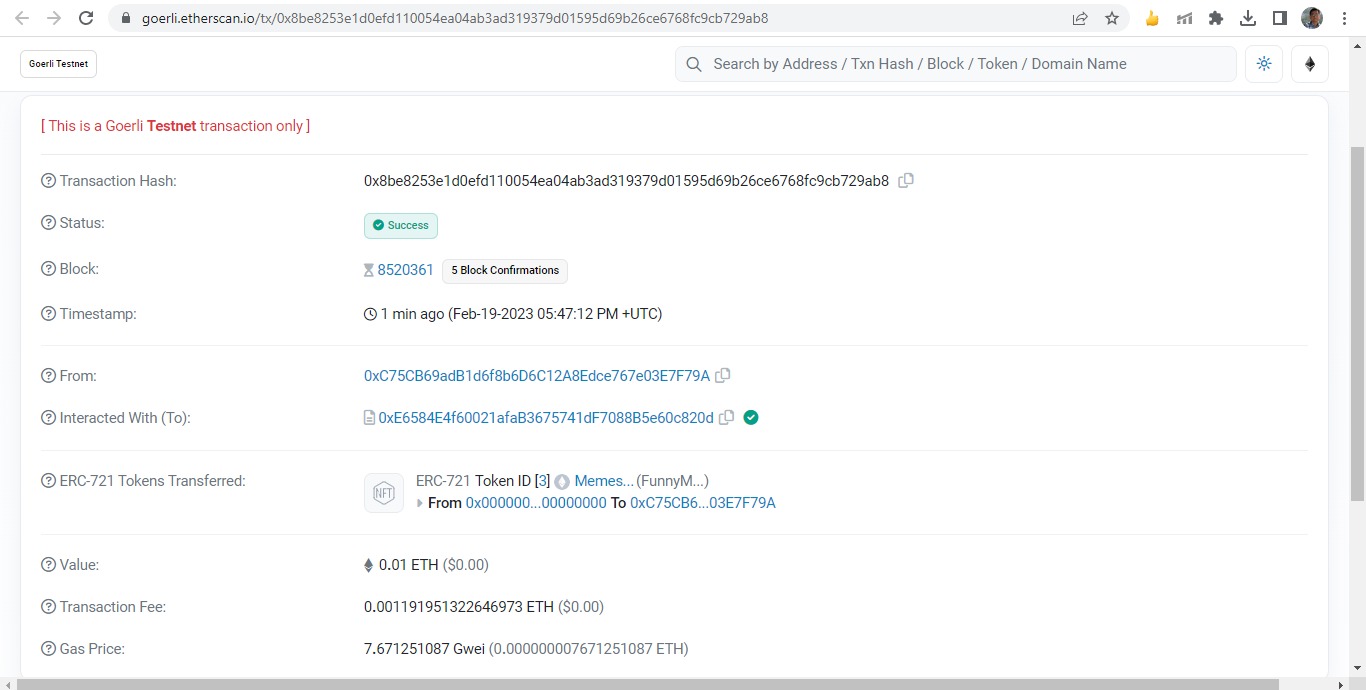 goerli.etherscan.io/tx/0x8be8253e1d0efd110054ea04ab3ad319379d01595d69b26ce6768fc9cb729ab8
Goerli Testnet
Search by Address / Txn Hash / Block / Token / Domain Name
[ This is a Goerli Testnet transaction only ]
Transaction Hash: 0x8be8253e1d0efd110054ea04ab3ad319379d01595d69b26ce6768fc9cb729ab8
Status: Success
Block: 8520361 5 Block Confirmations
Timestamp: 1 min ago (Feb-19-2023 05:47:12 PM +UTC)
From: 0xC75CB69adB1d6f8b6D6C12A8Edce767e03E7F79A
Interacted With (To): 0xE6584E4f60021afaB3675741dF7088B5e60c820d
ERC-721 Tokens Transferred: NFT ERC-721 Token ID [3] Memes... (FunnyM...)
From 0x000000...00000000 To 0xC75CB6...03E7F79A
Value: 0.01 ETH ($0.00)
Transaction Fee: 0.001191951322646973 ETH ($0.00)
Gas Price: 7.671251087 Gwei (0.000000007671251087 ETH)